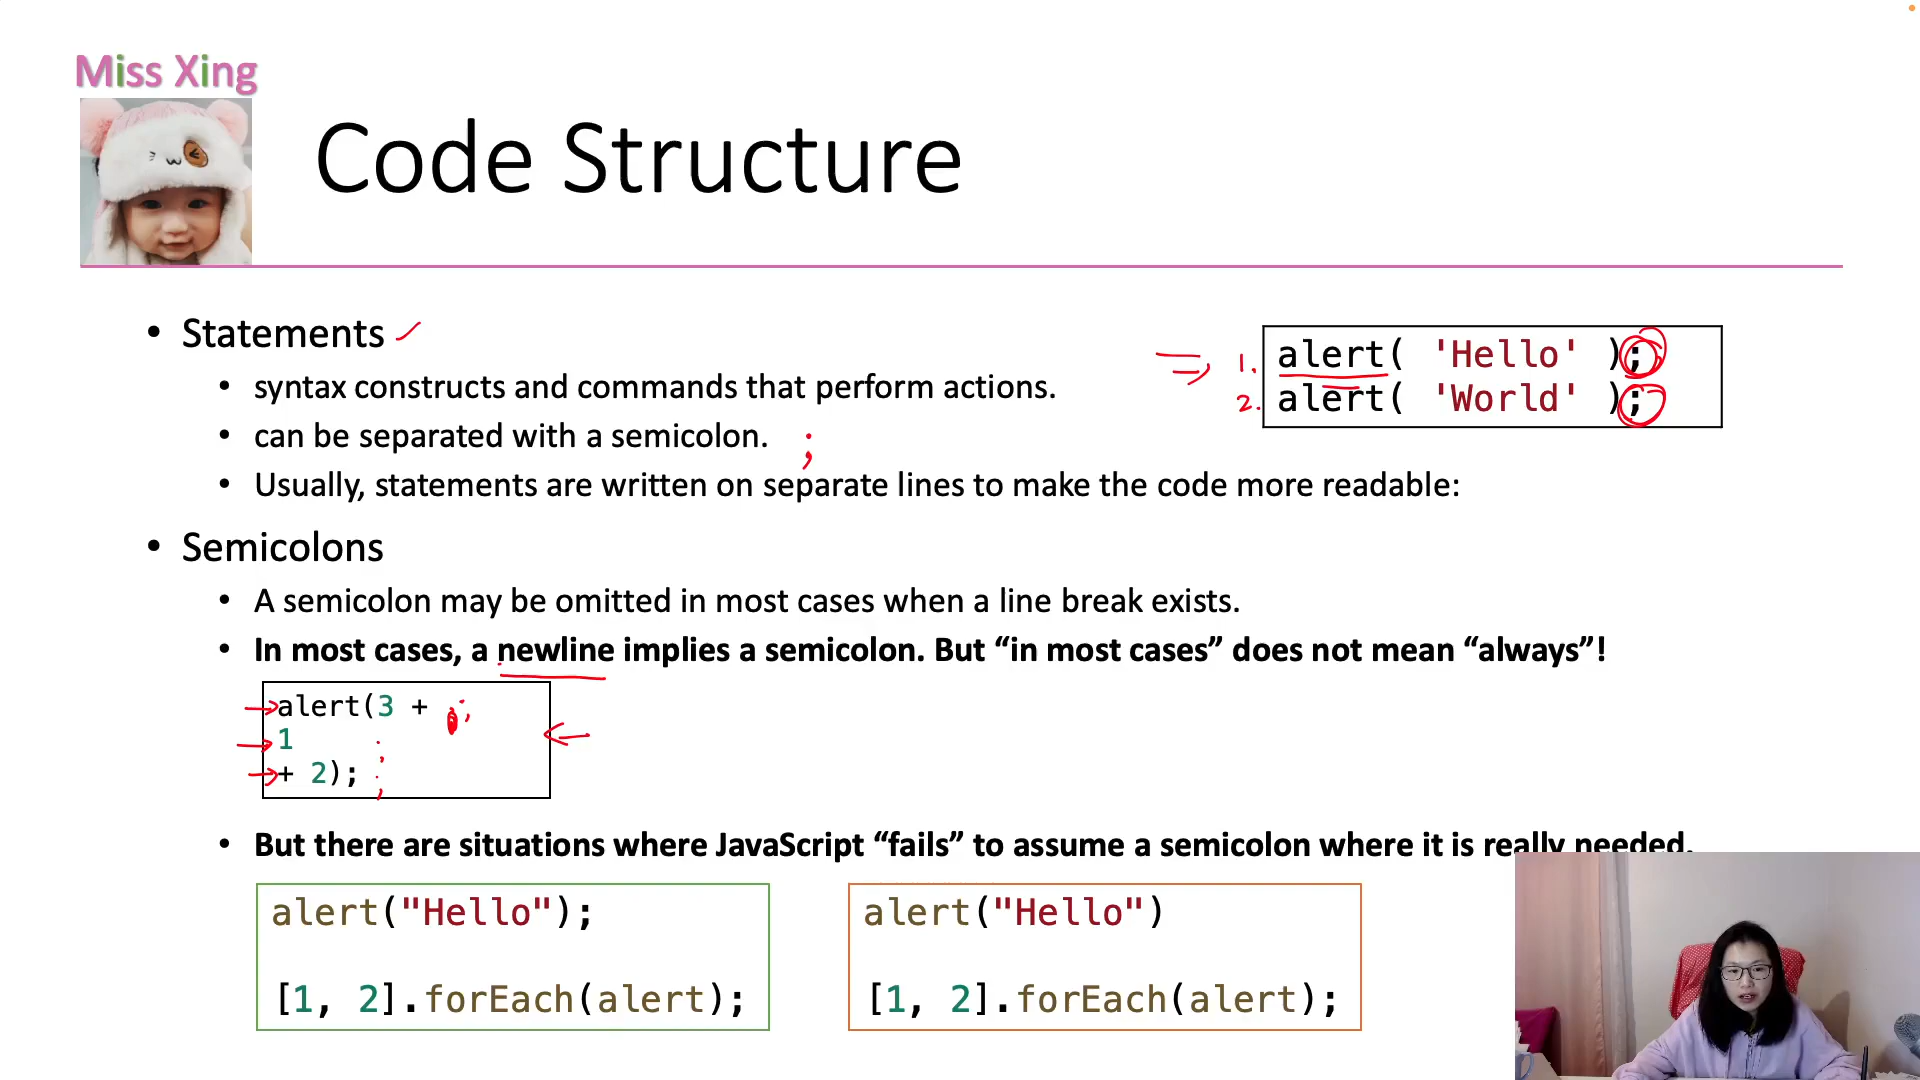 Miss Xing
Code Structure
• Statements
• syntax constructs and commands that perform actions.
• can be separated with a semicolon. ;
• Usually, statements are written on separate lines to make the code more readable:
1. alert( 'Hello' );
2. alert( 'World' );
• Semicolons
• A semicolon may be omitted in most cases when a line break exists.
• In most cases, a newline implies a semicolon. But “in most cases” does not mean “always”!
alert(3 +
1
+ 2);
• But there are situations where JavaScript “fails” to assume a semicolon where it is really needed.
alert("Hello");
[1, 2].forEach(alert);
alert("Hello")
[1, 2].forEach(alert);